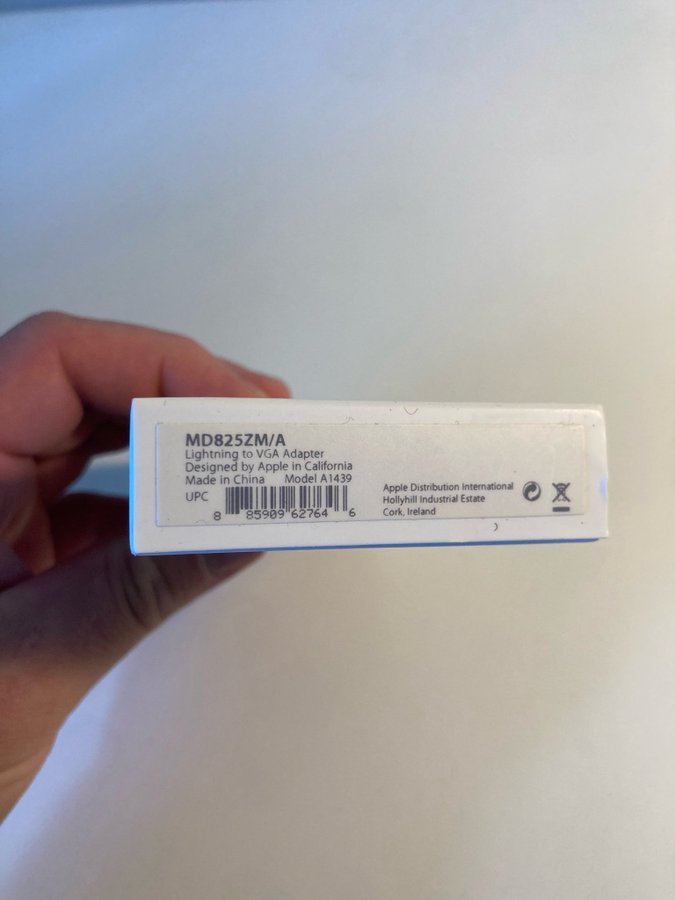 MD825ZM/A
Lightning to VGA Adapter
Designed by Apple in California
Made in China Model A1439
UPC
8 85909 62764 6
Apple Distribution International
Hollyhill Industrial Estate
Cork, Ireland